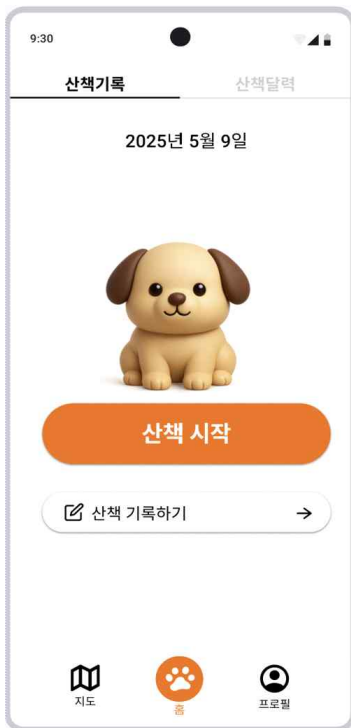 9:30
산책기록 산책달력
2025년 5월 9일
산책 시작
산책 기록하기
지도 홈 프로필